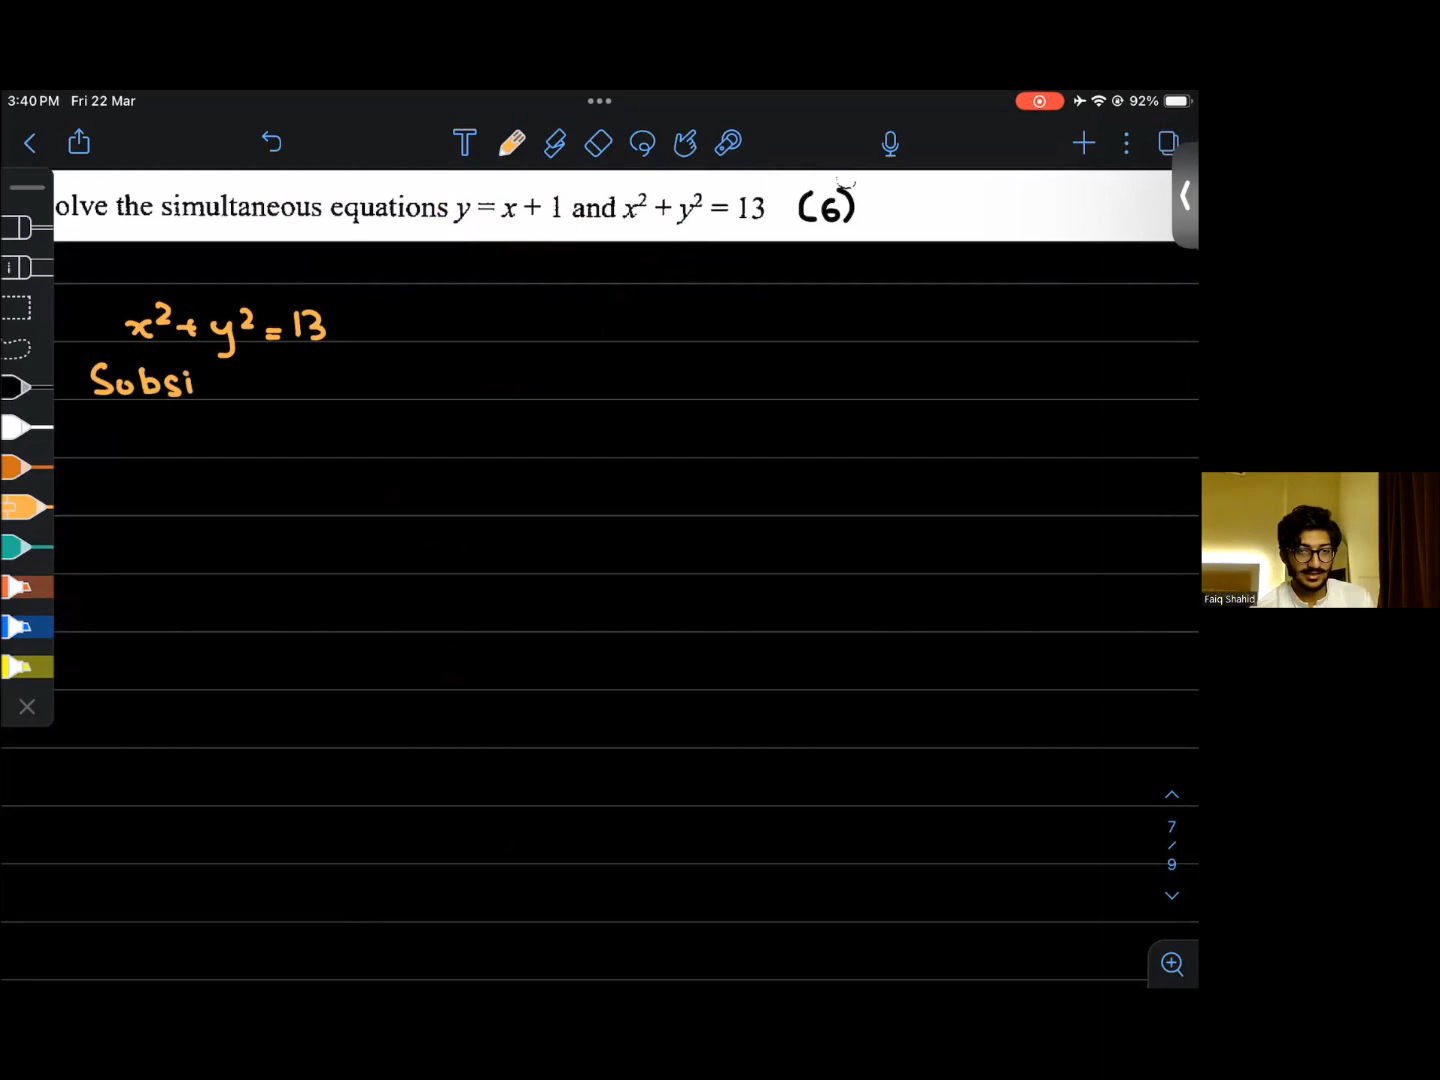 3:40 PM Fri 22 Mar
92%
T
olve the simultaneous equations y = x + 1 and x² + y² = 13 (6)
x² + y² = 13
Subsi
Faiq Shahid
7
/
9